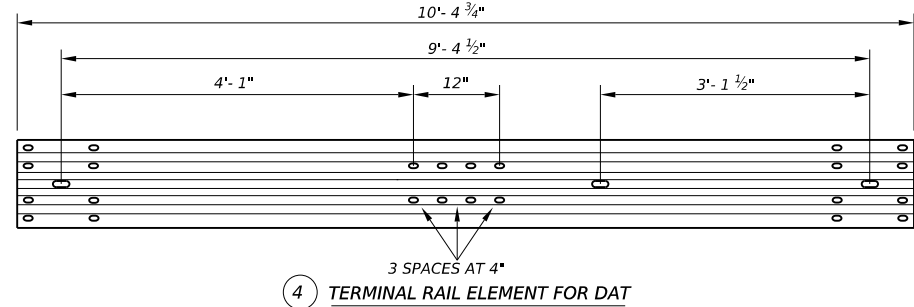 10'- 4 ¾"
9'- 4 ½"
4'- 1"
12"
3'- 1 ½"
3 SPACES AT 4"
4 TERMINAL RAIL ELEMENT FOR DAT